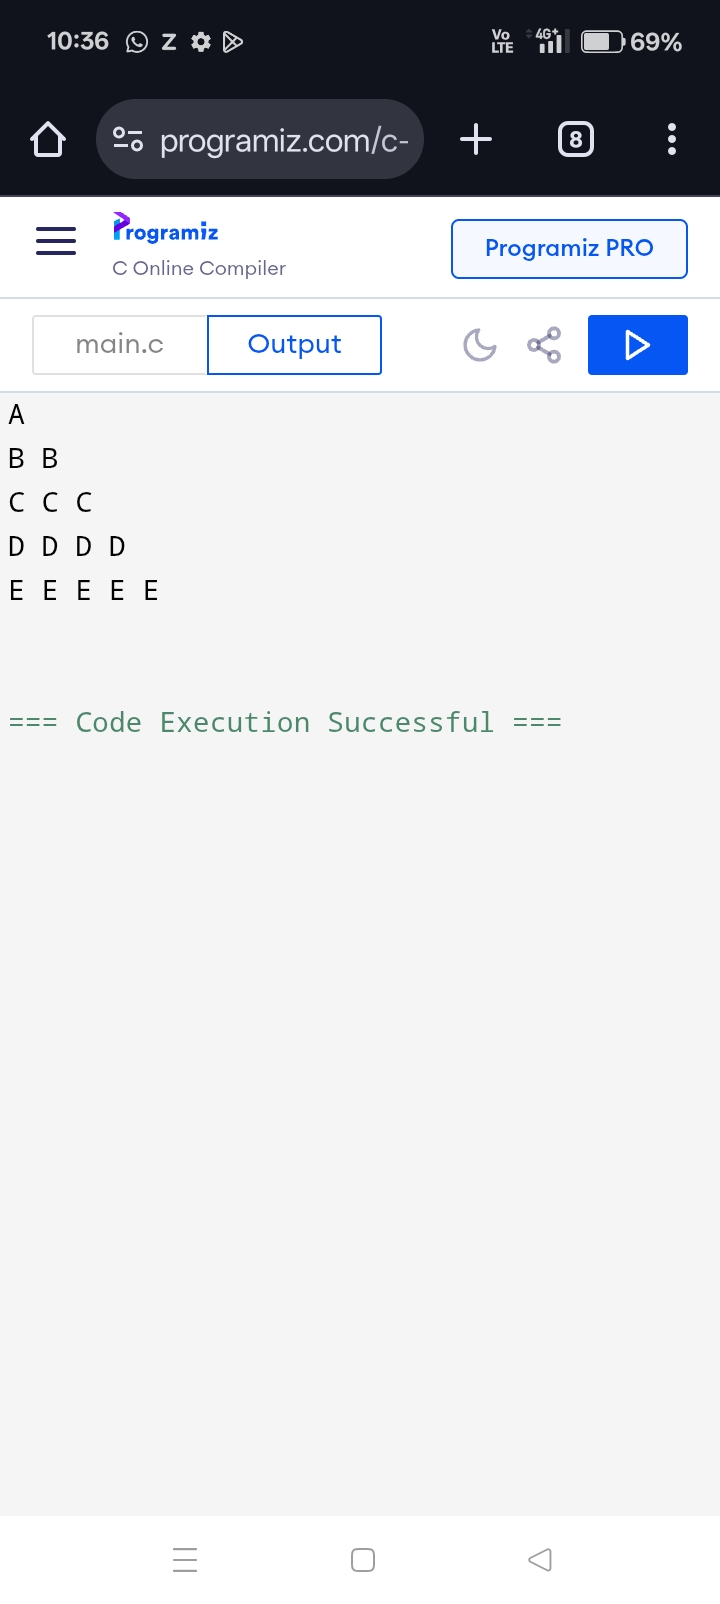 10:36 Z Vo LTE 4G+ 69%
programiz.com/c- 8
Programiz
C Online Compiler
Programiz PRO
main.c Output
A
B B
C C C
D D D D
E E E E E
=== Code Execution Successful ===